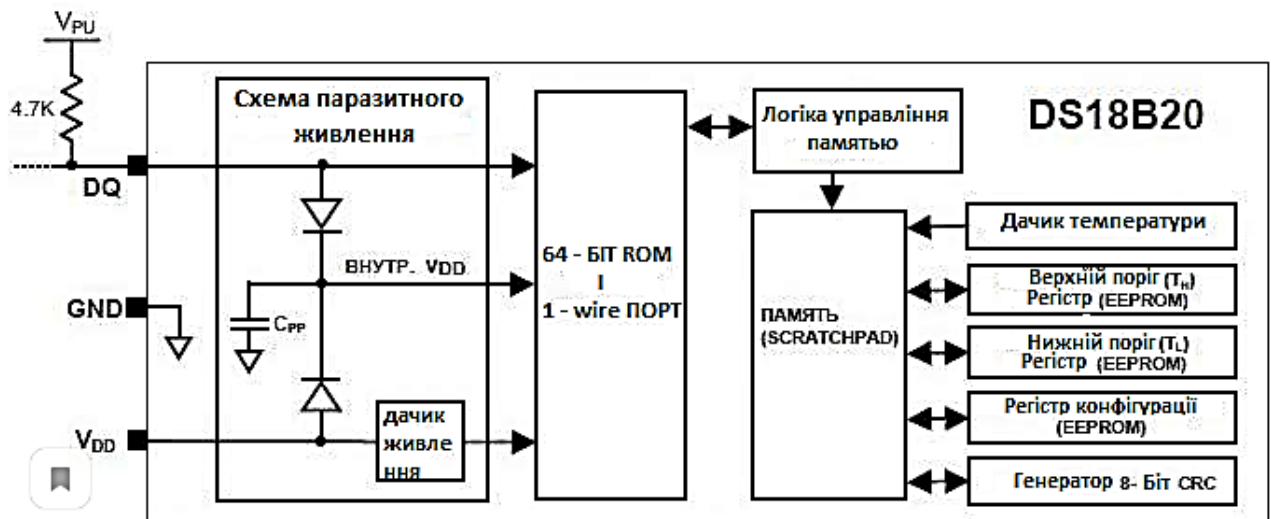 VPU
4.7K
DQ
GND
VDD
Схема паразитного
живлення
ВНУТР. VDD
CPP
дачик
живле
ння
64 - БІТ ROM
І
1 - wire ПОРТ
Логіка управління
памятью
DS18B20
ПАМЯТЬ
(SCRATCHPAD)
Дачик температури
Верхній поріг (TH)
Регістр (EEPROM)
Нижній поріг (TL)
Регістр (EEPROM)
Регістр конфігурації
(EEPROM)
Генератор 8- Біт CRC